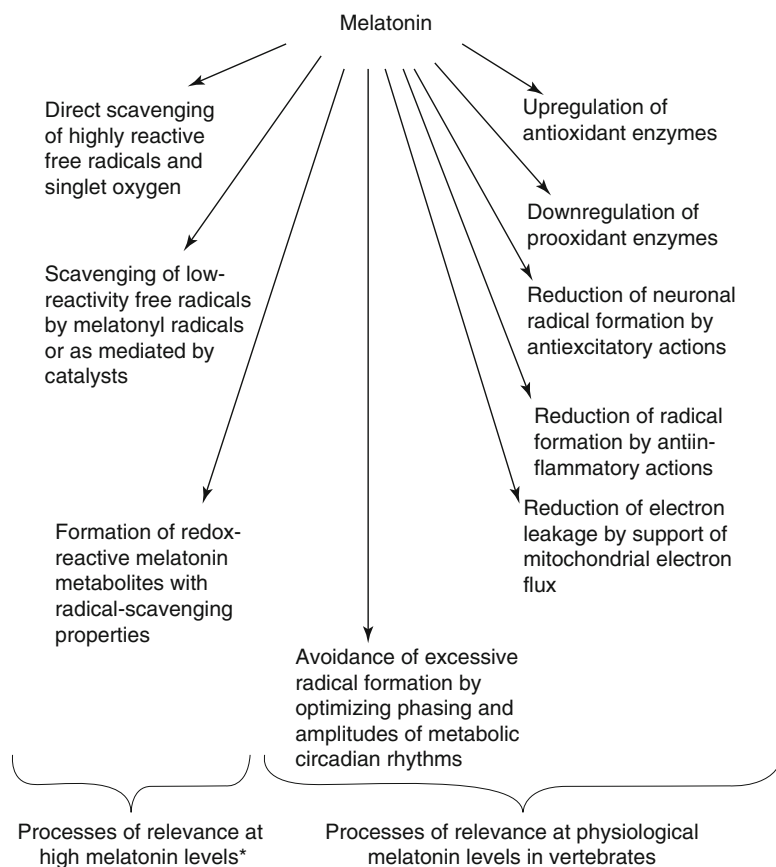 Melatonin
Direct scavenging
of highly reactive
free radicals and
singlet oxygen
Scavenging of low-
reactivity free radicals
by melatonyl radicals
or as mediated by
catalysts
Formation of redox-
reactive melatonin
metabolites with
radical-scavenging
properties
Avoidance of excessive
radical formation by
optimizing phasing and
amplitudes of metabolic
circadian rhythms
Upregulation of
antioxidant enzymes
Downregulation of
prooxidant enzymes
Reduction of neuronal
radical formation by
antiexcitatory actions
Reduction of radical
formation by antiin-
flammatory actions
Reduction of electron
leakage by support of
mitochondrial electron
flux
Processes of relevance at
high melatonin levels*
Processes of relevance at physiological
melatonin levels in vertebrates